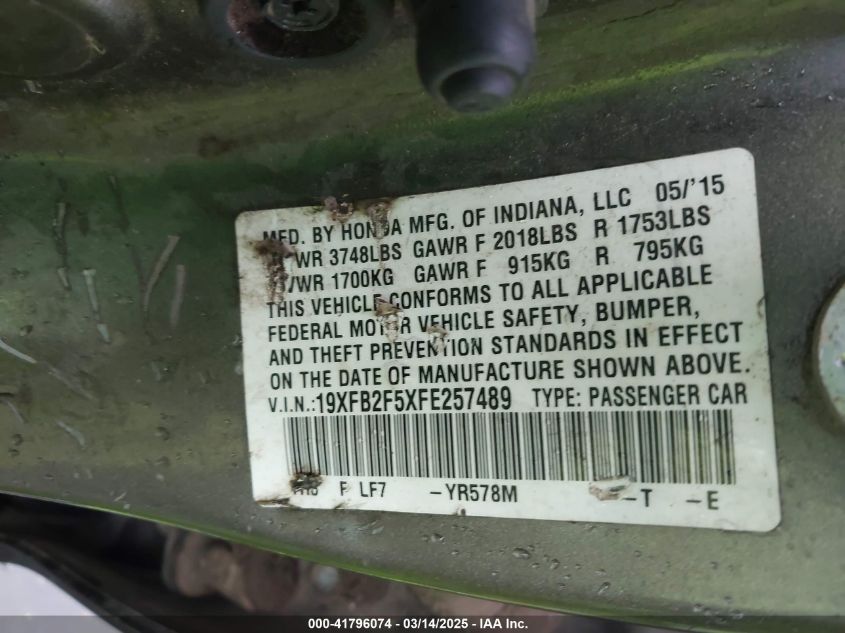 MFD. BY HONDA MFG. OF INDIANA, LLC 05/'15
GVWR 3748LBS GAWR F 2018LBS R 1753LBS
GVWR 1700KG GAWR F 915KG R 795KG
THIS VEHICLE CONFORMS TO ALL APPLICABLE
FEDERAL MOTOR VEHICLE SAFETY, BUMPER,
AND THEFT PREVENTION STANDARDS IN EFFECT
ON THE DATE OF MANUFACTURE SHOWN ABOVE.
V.I.N.:19XFB2F5XFE257489 TYPE: PASSENGER CAR
F LF7 -YR578M -T -E
000-41796074 - 03/14/2025 - IAA Inc.